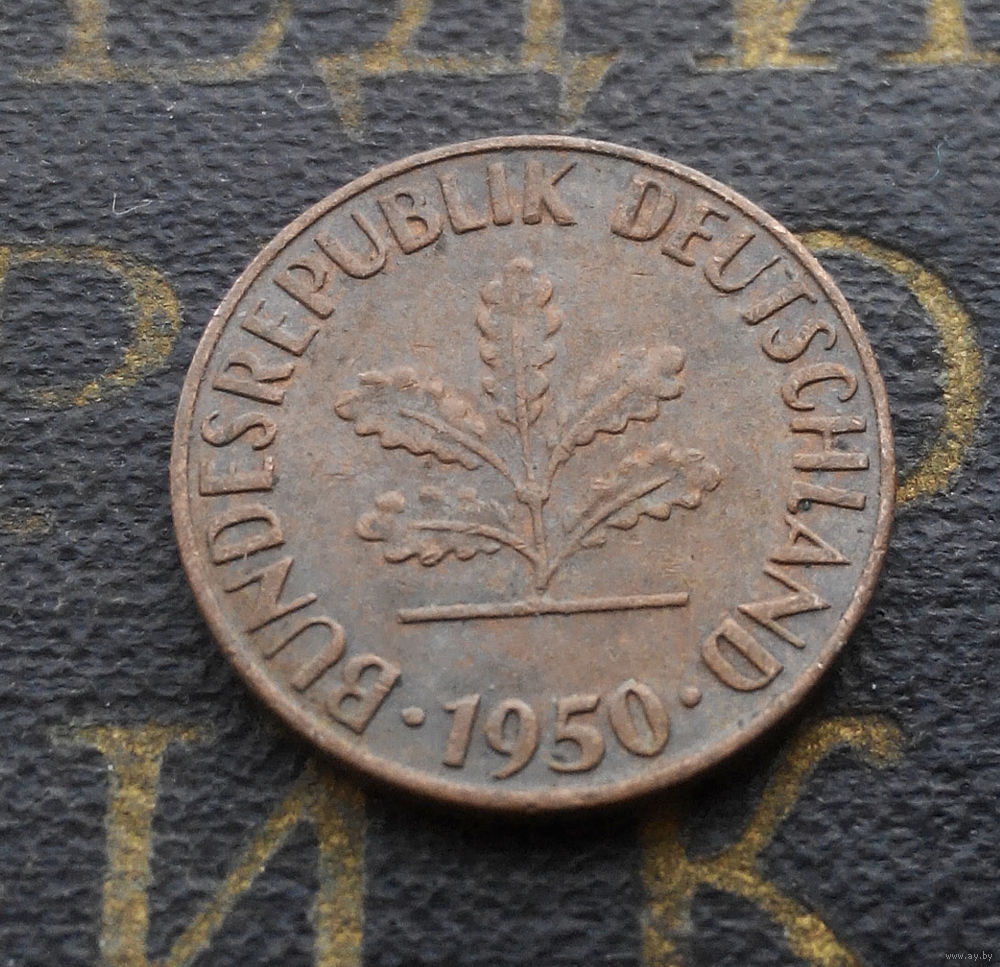 BUNDESREPUBLIK DEUTSCHLAND
· 1950 ·
www.ay.by